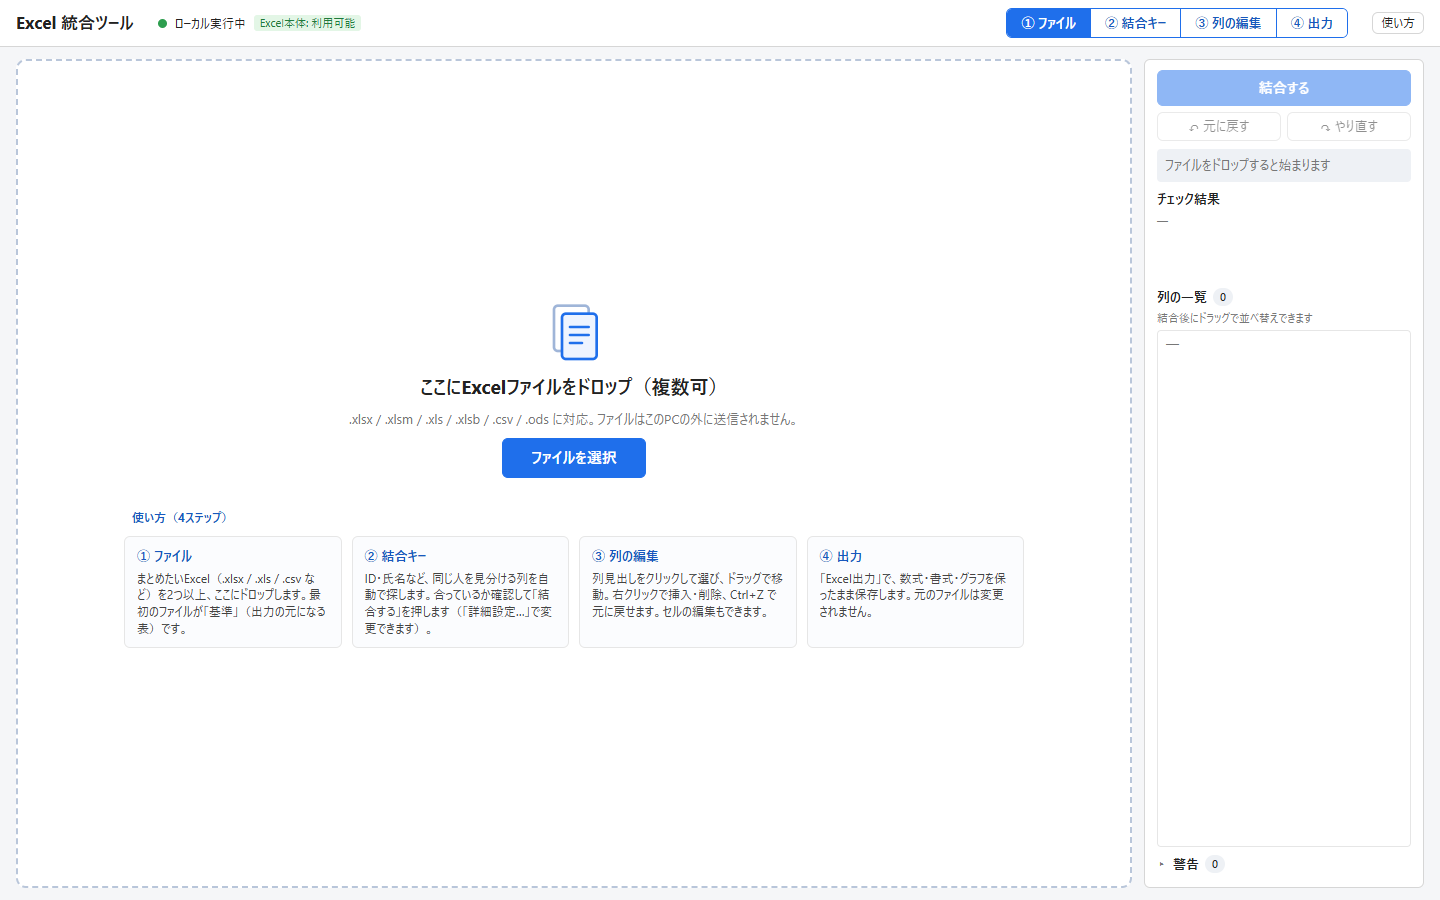 Excel 統合ツール
ローカル実行中
Excel本体: 利用可能
① ファイル
② 結合キー
③ 列の編集
④ 出力
使い方
ここにExcelファイルをドロップ（複数可）
.xlsx / .xlsm / .xls / .xlsb / .csv / .ods に対応。ファイルはこのPCの外に送信されません。
ファイルを選択
使い方（4ステップ）
① ファイル
まとめたいExcel（.xlsx / .xls / .csv な
ど）を2つ以上、ここにドロップします。最
初のファイルが「基準」（出力の元になる
表）です。
② 結合キー
ID・氏名など、同じ人を見分ける列を自
動で探します。合っているか確認して「結
合する」を押します（「詳細設定...」で変
更できます）。
③ 列の編集
列見出しをクリックして選び、ドラッグで移
動。右クリックで挿入・削除、Ctrl+Z で
元に戻せます。セルの編集もできます。
④ 出力
「Excel出力」で、数式・書式・グラフを保
ったまま保存します。元のファイルは変更
されません。
結合する
↶ 元に戻す
↷ やり直す
ファイルをドロップすると始まります
チェック結果
—
列の一覧 0
結合後にドラッグで並べ替えできます
—
▸ 警告 0